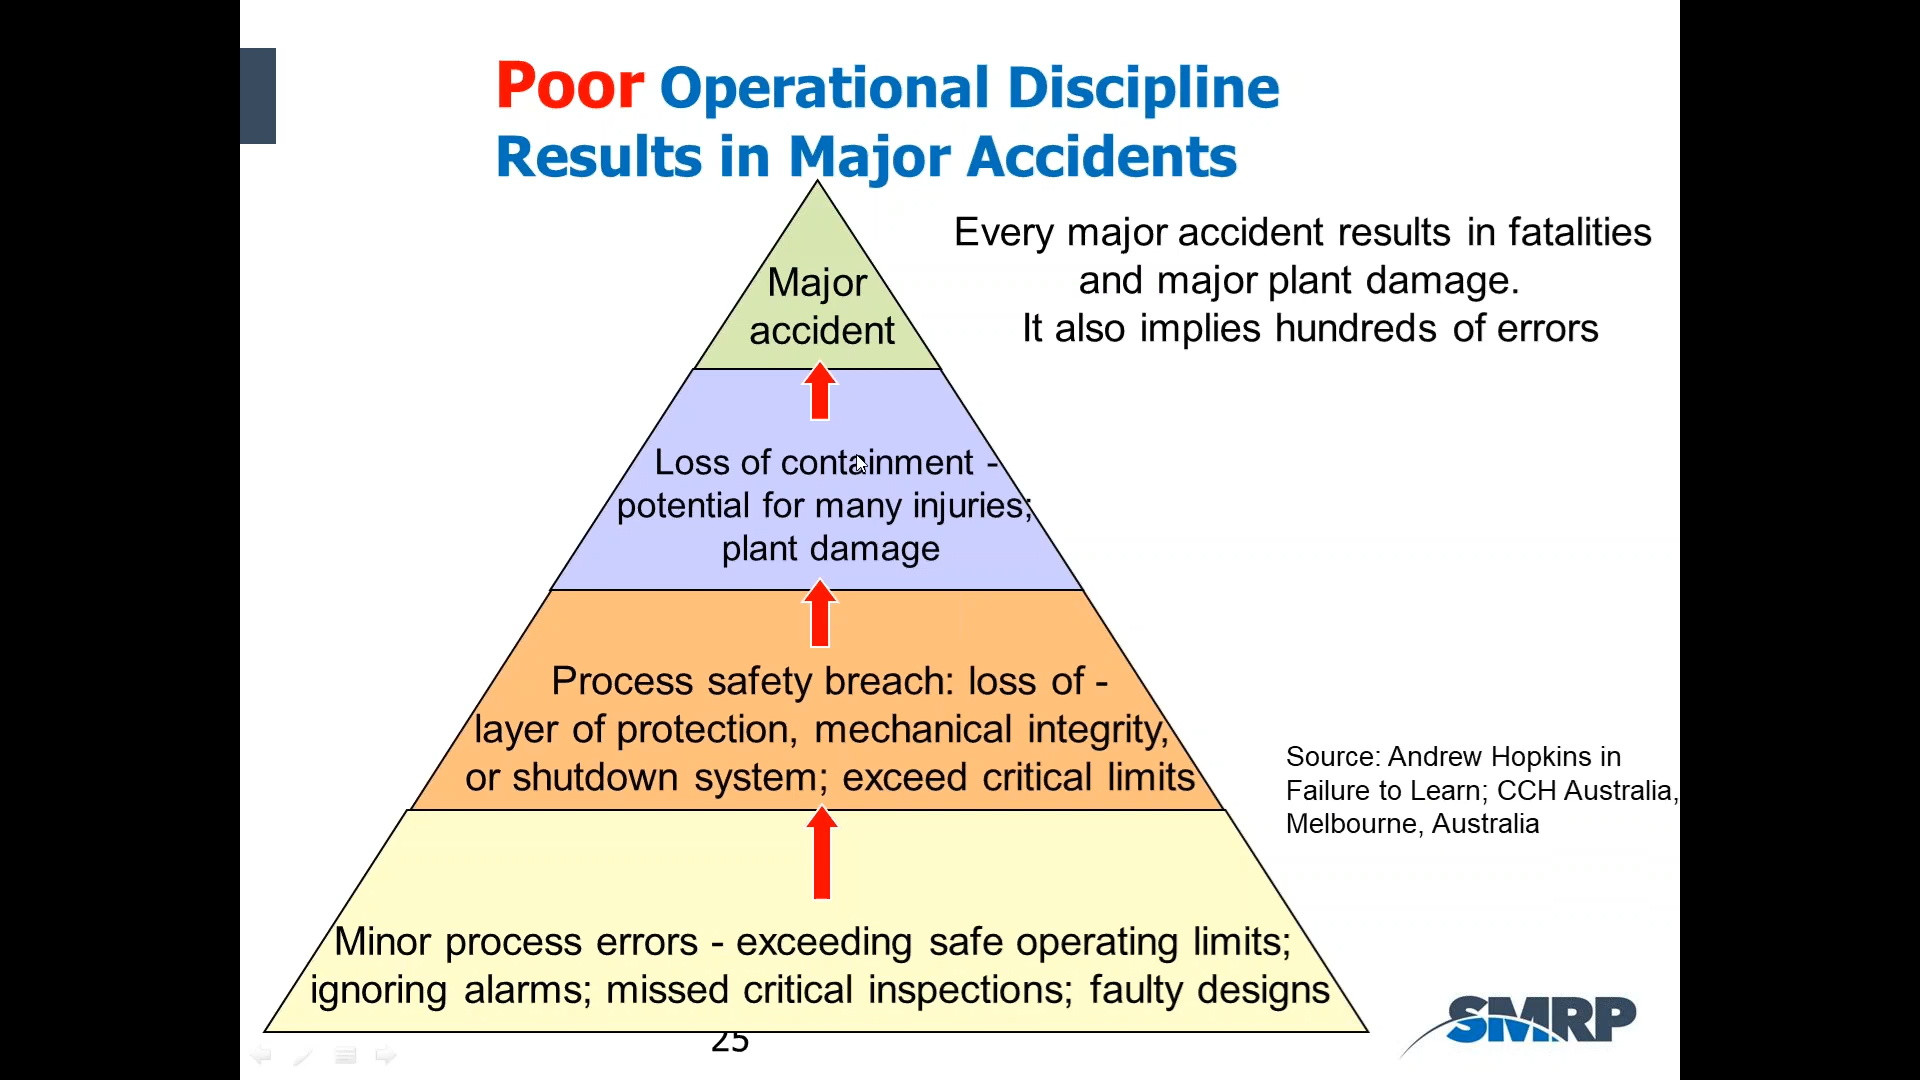 Poor Operational Discipline
Results in Major Accidents
Every major accident results in fatalities
and major plant damage.
It also implies hundreds of errors
Major
accident
Loss of containment -
potential for many injuries;
plant damage
Process safety breach: loss of -
layer of protection, mechanical integrity,
or shutdown system; exceed critical limits
Source: Andrew Hopkins in
Failure to Learn; CCH Australia,
Melbourne, Australia
Minor process errors - exceeding safe operating limits;
ignoring alarms; missed critical inspections; faulty designs
SMRP
25